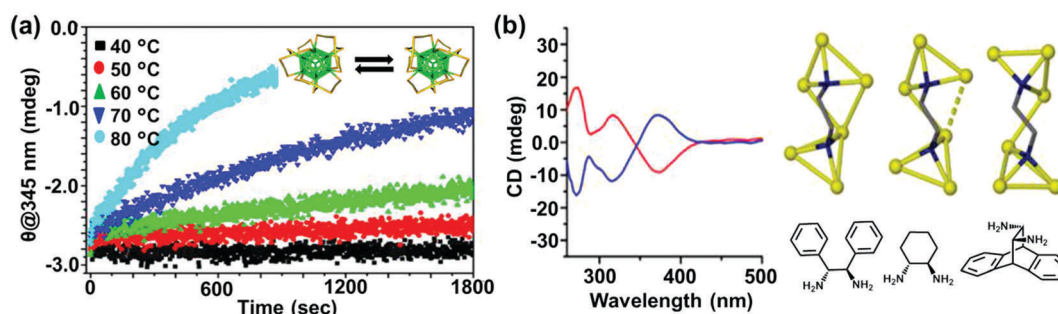 (a)
0.0
-1.0
-2.0
-3.0
θ@345 nm (mdeg)
40 °C
50 °C
60 °C
70 °C
80 °C
0 600 1200 1800
Time (sec)
(b)
30
20
10
0
-10
-20
-30
CD (mdeg)
300 400 500
Wavelength (nm)
H₂N NH₂
NH₂ NH₂
H₂N NH₂